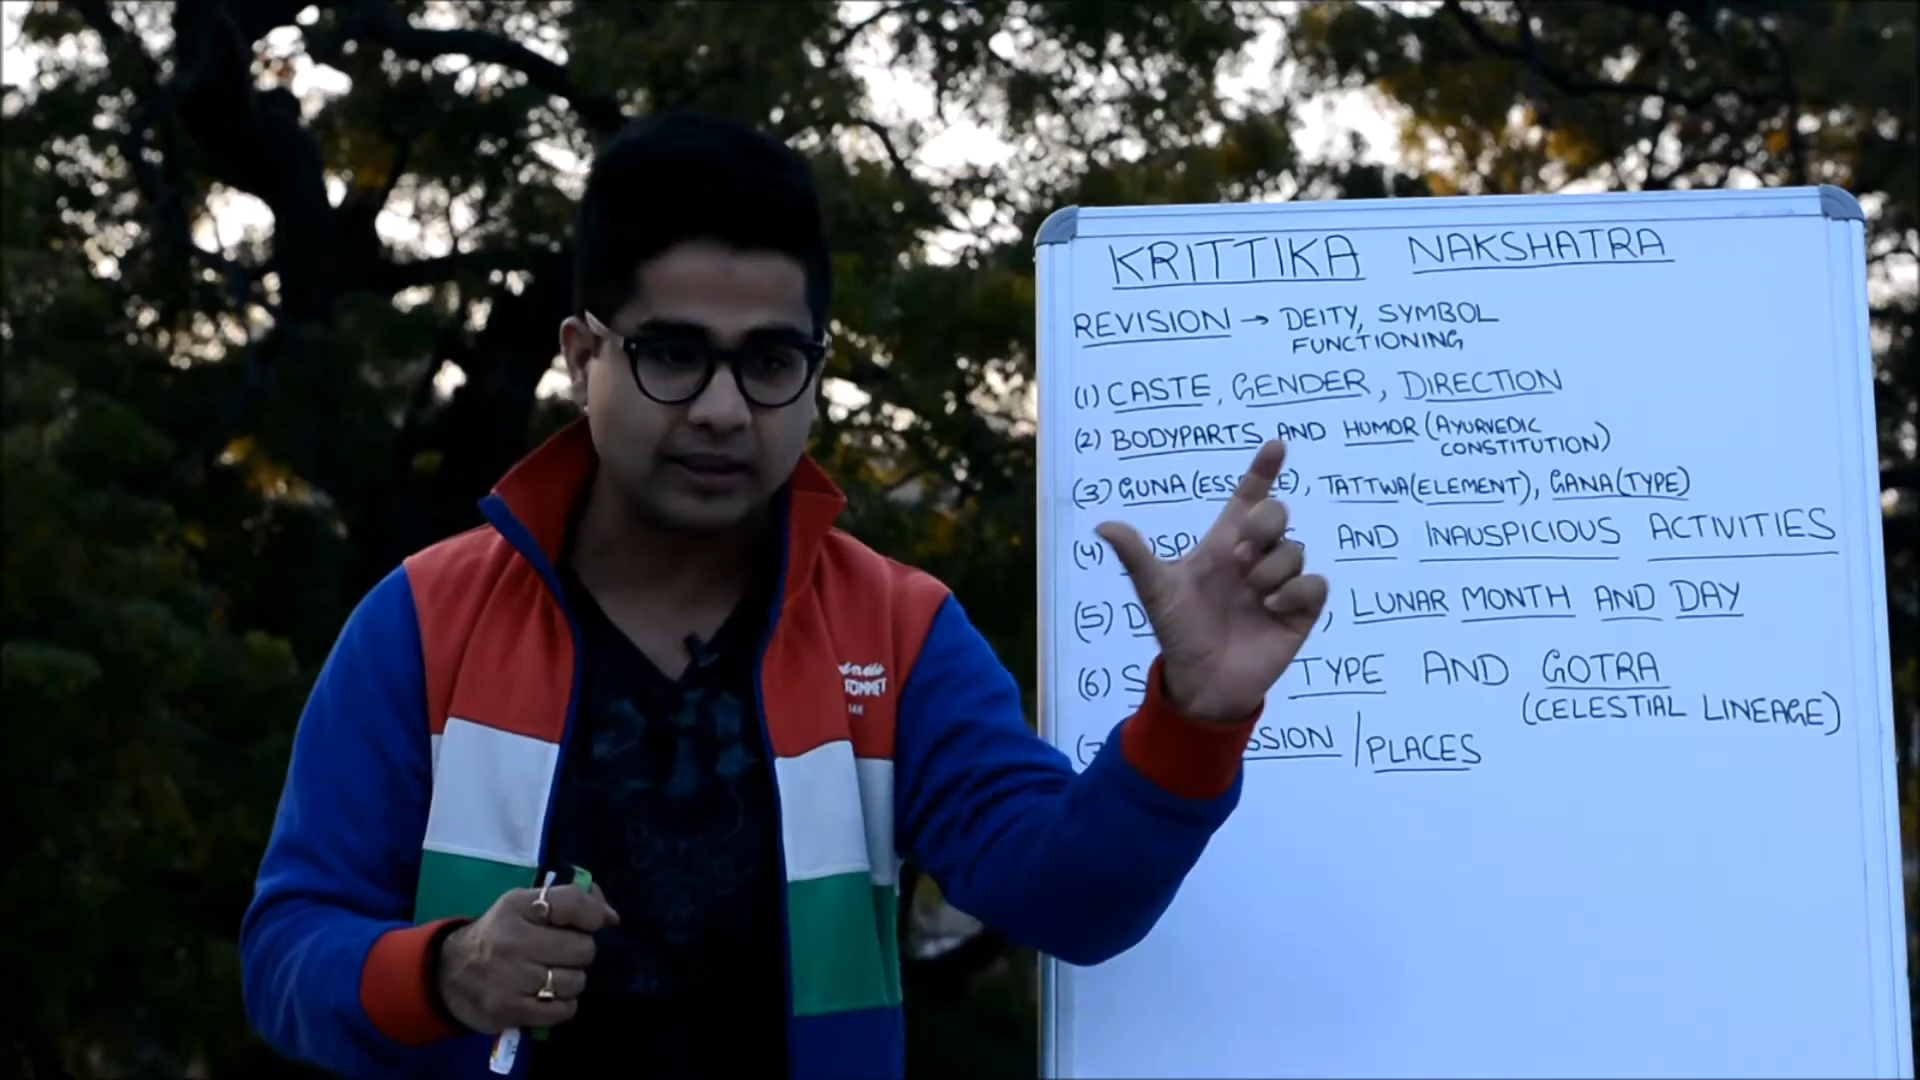 KRITTIKA NAKSHATRA
REVISION → DEITY, SYMBOL
FUNCTIONING
(1) CASTE, GENDER, DIRECTION
(2) BODYPARTS AND HUMOR (AYURVEDIC
CONSTITUTION)
(3) GUNA(), TATTWA(ELEMENT), GANA(TYPE)
(4) AND INAUSPICIOUS ACTIVITIES
(5) , LUNAR MONTH AND DAY
(6) TYPE AND GOTRA
(CELESTIAL LINEAGE)
/PLACES